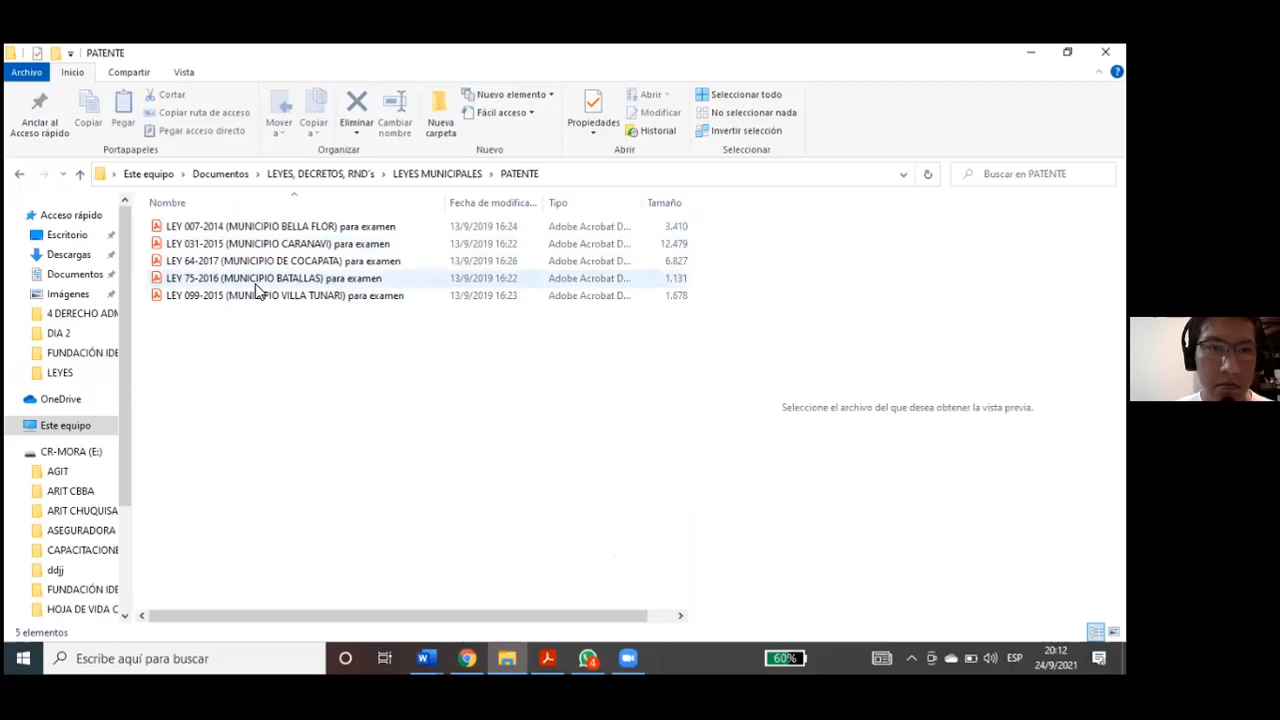 PATENTE
Archivo Inicio Compartir Vista
Anclar al Acceso rápido
Copiar
Pegar
Cortar
Copiar ruta de acceso
Pegar acceso directo
Portapapeles
Mover a
Copiar a
Eliminar
Cambiar nombre
Organizar
Nueva carpeta
Nuevo elemento
Fácil acceso
Nuevo
Propiedades
Abrir
Modificar
Historial
Abrir
Seleccionar todo
No seleccionar nada
Invertir selección
Seleccionar
Este equipo > Documentos > LEYES, DECRETOS, RND's > LEYES MUNICIPALES > PATENTE
Buscar en PATENTE
Acceso rápido
Escritorio
Descargas
Documentos
Imágenes
4 DERECHO ADM
DIA 2
FUNDACIÓN IDE
LEYES
OneDrive
Este equipo
CR-MORA (E:)
AGIT
ARIT CBBA
ARIT CHUQUISA
ASEGURADORA
CAPACITACIONE
ddjj
FUNDACIÓN IDE
HOJA DE VIDA C
Nombre Fecha de modifica... Tipo Tamaño
LEY 007-2014 (MUNICIPIO BELLA FLOR) para examen 13/9/2019 16:24 Adobe Acrobat D... 3.410
LEY 031-2015 (MUNICIPIO CARANAVI) para examen 13/9/2019 16:22 Adobe Acrobat D... 12.479
LEY 64-2017 (MUNICIPIO DE COCAPATA) para examen 13/9/2019 16:26 Adobe Acrobat D... 6.827
LEY 75-2016 (MUNICIPIO BATALLAS) para examen 13/9/2019 16:22 Adobe Acrobat D... 1.131
LEY 099-2015 (MUNICIPIO VILLA TUNARI) para examen 13/9/2019 16:23 Adobe Acrobat D... 1.678
Seleccione el archivo del que desea obtener la vista previa.
5 elementos
Escribe aquí para buscar
4
60%
ESP
20:12
24/9/2021